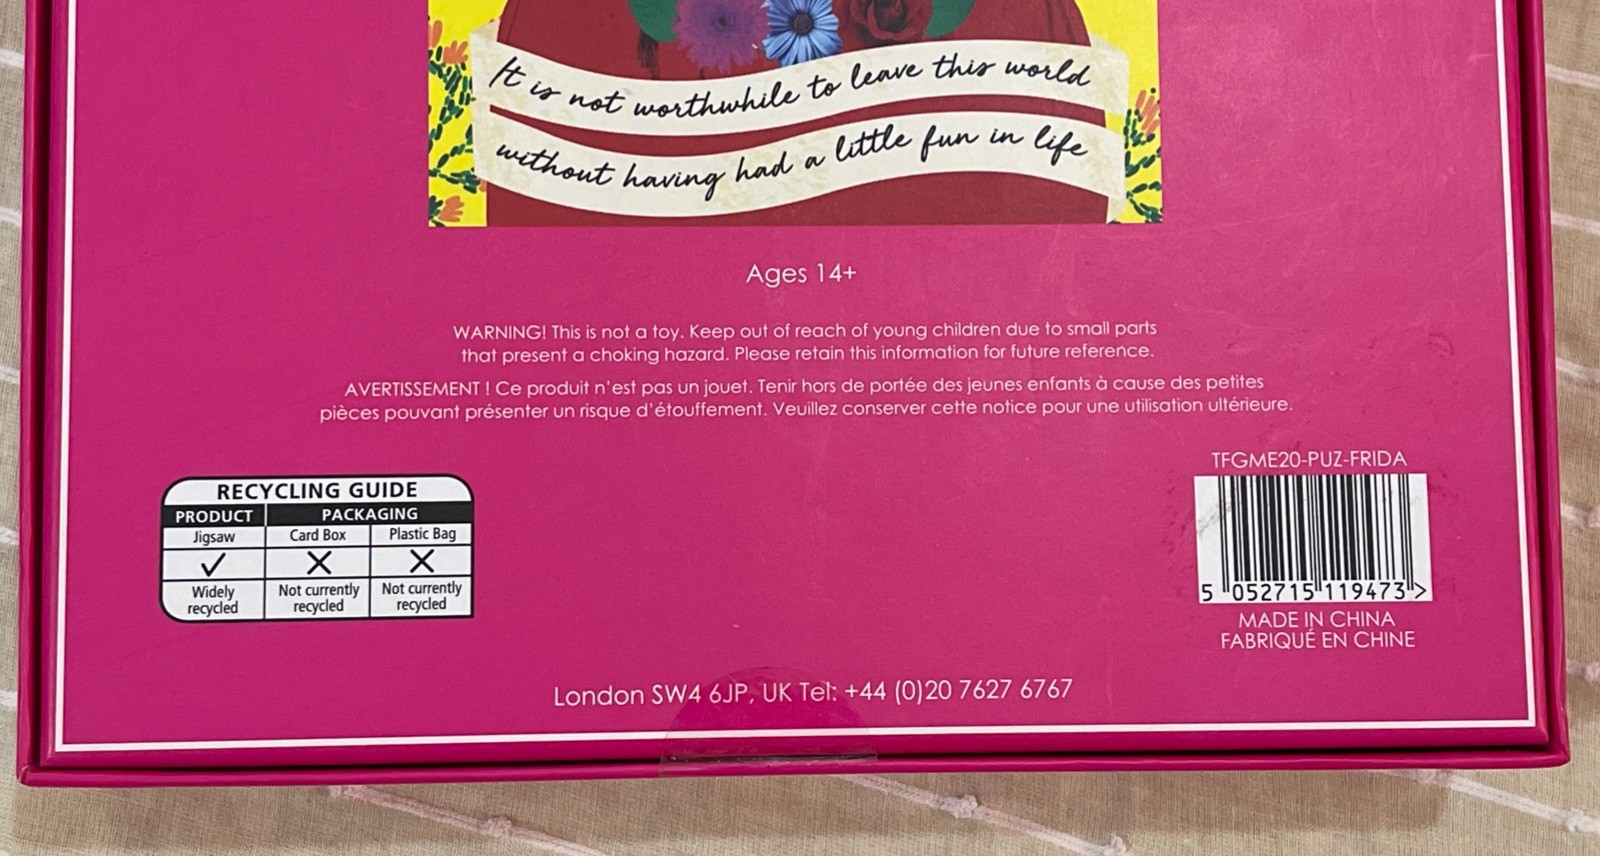 It is not worthwhile to leave this world
without having had a little fun in life
Ages 14+
WARNING! This is not a toy. Keep out of reach of young children due to small parts
that present a choking hazard. Please retain this information for future reference.
AVERTISSEMENT ! Ce produit n'est pas un jouet. Tenir hors de portée des jeunes enfants à cause des petites
pièces pouvant présenter un risque d'étouffement. Veuillez conserver cette notice pour une utilisation ultérieure.
RECYCLING GUIDE
PRODUCT PACKAGING
Jigsaw Card Box Plastic Bag
Widely recycled
Not currently recycled
Not currently recycled
TFGME20-PUZ-FRIDA
5 052715 119473 >
MADE IN CHINA
FABRIQUÉ EN CHINE
London SW4 6JP, UK Tel: +44 (0)20 7627 6767